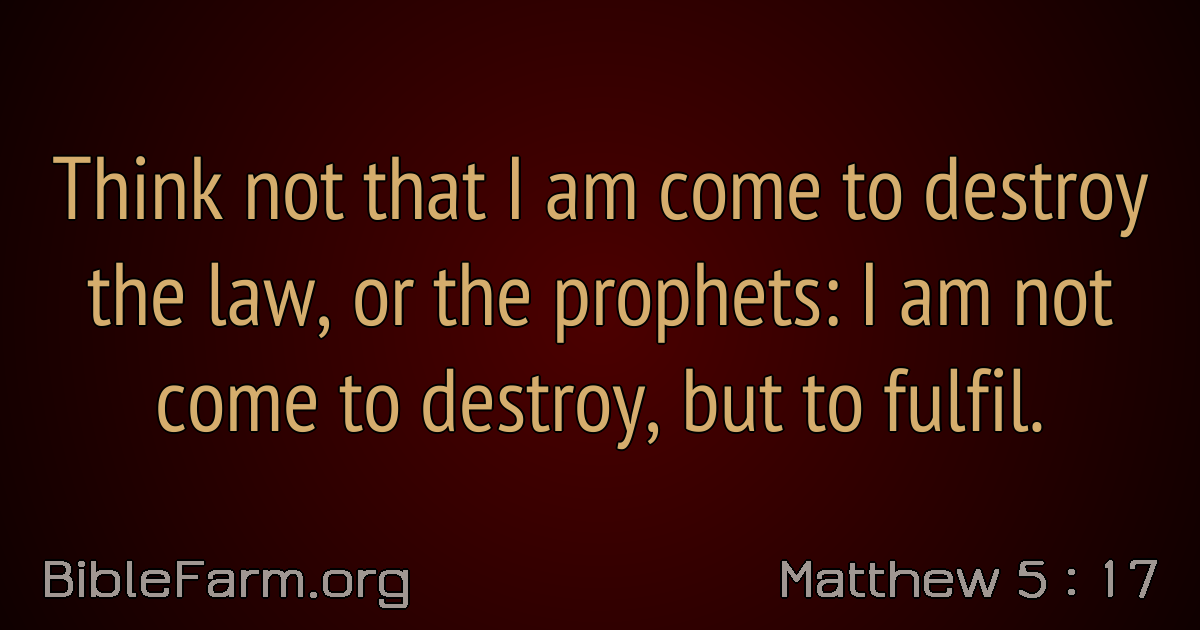 Think not that I am come to destroy
the law, or the prophets: I am not
come to destroy, but to fulfil.
BibleFarm.org
Matthew 5 : 17